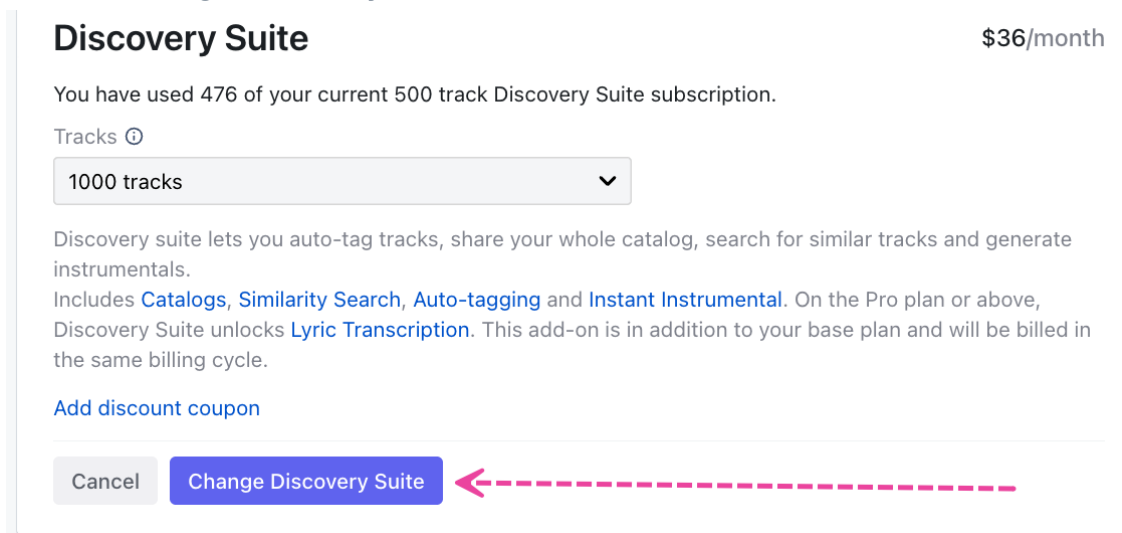 Discovery Suite
$36/month
You have used 476 of your current 500 track Discovery Suite subscription.
Tracks
1000 tracks
Discovery suite lets you auto-tag tracks, share your whole catalog, search for similar tracks and generate
instrumentals.
Includes Catalogs, Similarity Search, Auto-tagging and Instant Instrumental. On the Pro plan or above,
Discovery Suite unlocks Lyric Transcription. This add-on is in addition to your base plan and will be billed in
the same billing cycle.
Add discount coupon
Cancel
Change Discovery Suite